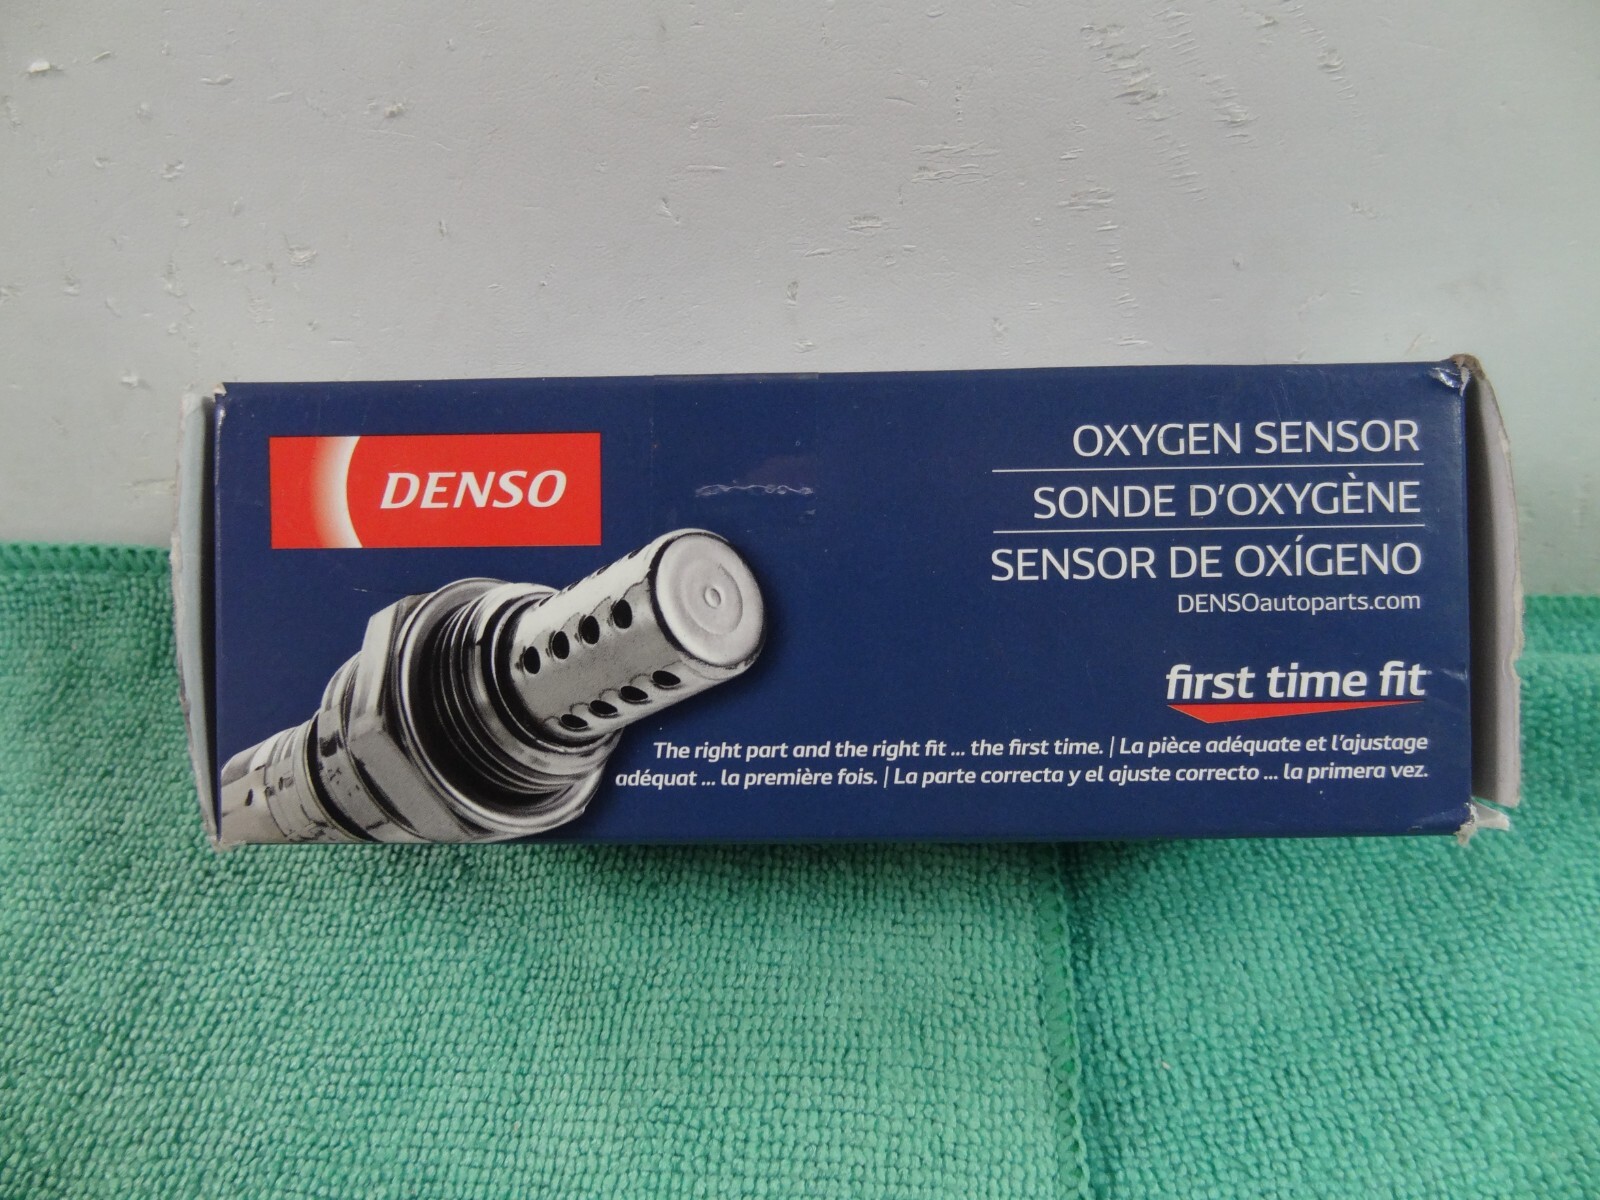 DENSO
OXYGEN SENSOR
SONDE D'OXYGÈNE
SENSOR DE OXÍGENO
DENSOautoparts.com
first time fit
The right part and the right fit ... the first time. | La pièce adéquate et l'ajustage
adéquat ... la première fois. | La parte correcta y el ajuste correcto ... la primera vez.